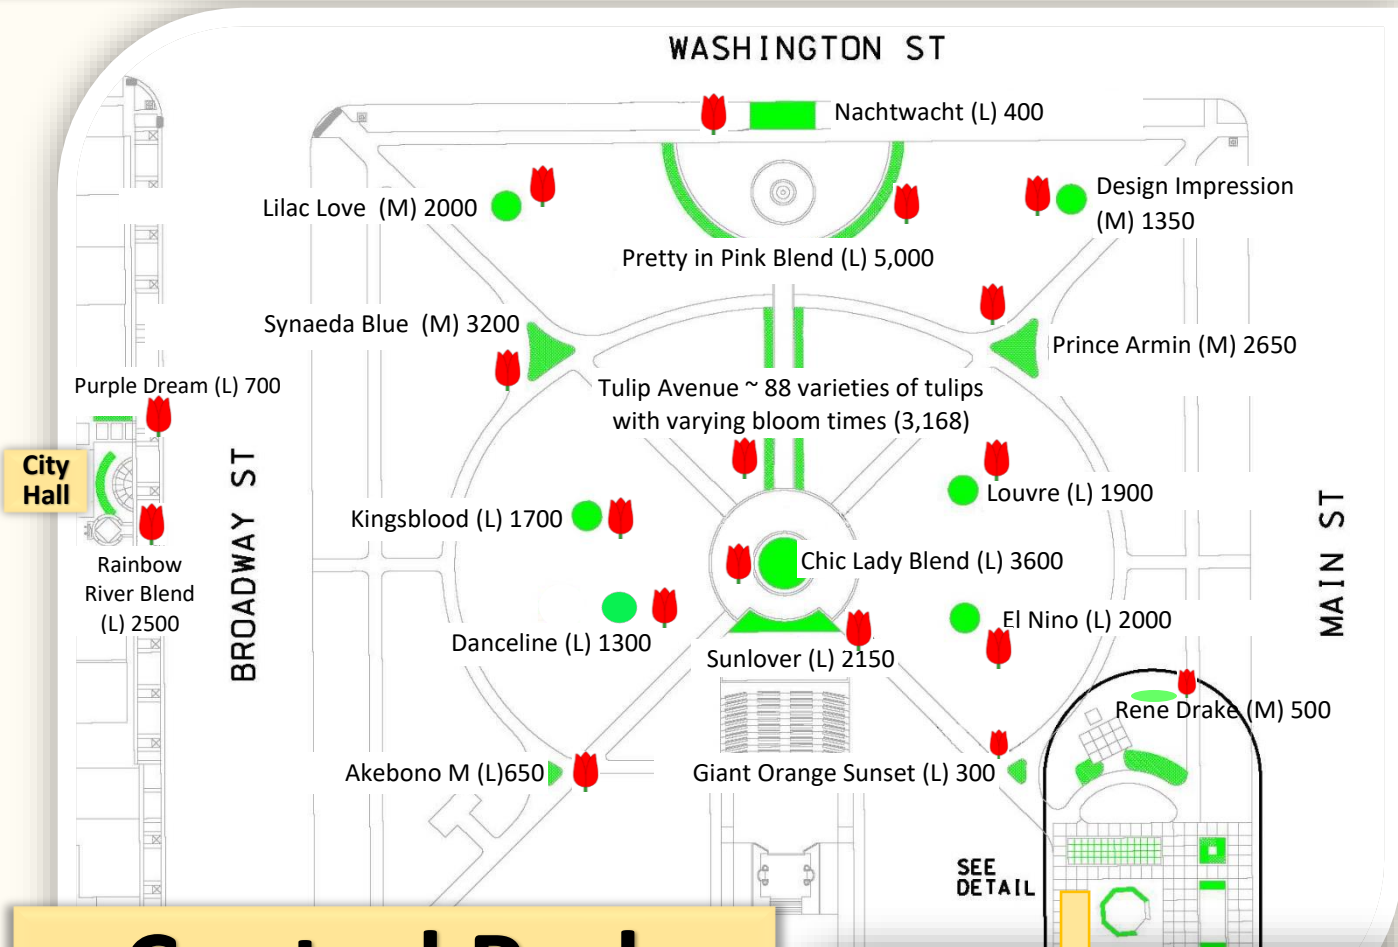 WASHINGTON ST
Nachtwacht (L) 400
Design Impression
(M) 1350
Lilac Love  (M) 2000
Pretty in Pink Blend (L) 5,000
Synaeda Blue  (M) 3200
Prince Armin (M) 2650
Purple Dream (L) 700
Tulip Avenue ~ 88 varieties of tulips
with varying bloom times (3,168)
City
Hall
BROADWAY ST
Louvre (L) 1900
Kingsblood (L) 1700
MAIN ST
Chic Lady Blend (L) 3600
Rainbow
River Blend
(L) 2500
El Nino (L) 2000
Danceline (L) 1300
Sunlover (L) 2150
Rene Drake (M) 500
Akebono M (L)650
Giant Orange Sunset (L) 300
SEE
DETAIL
Central Park